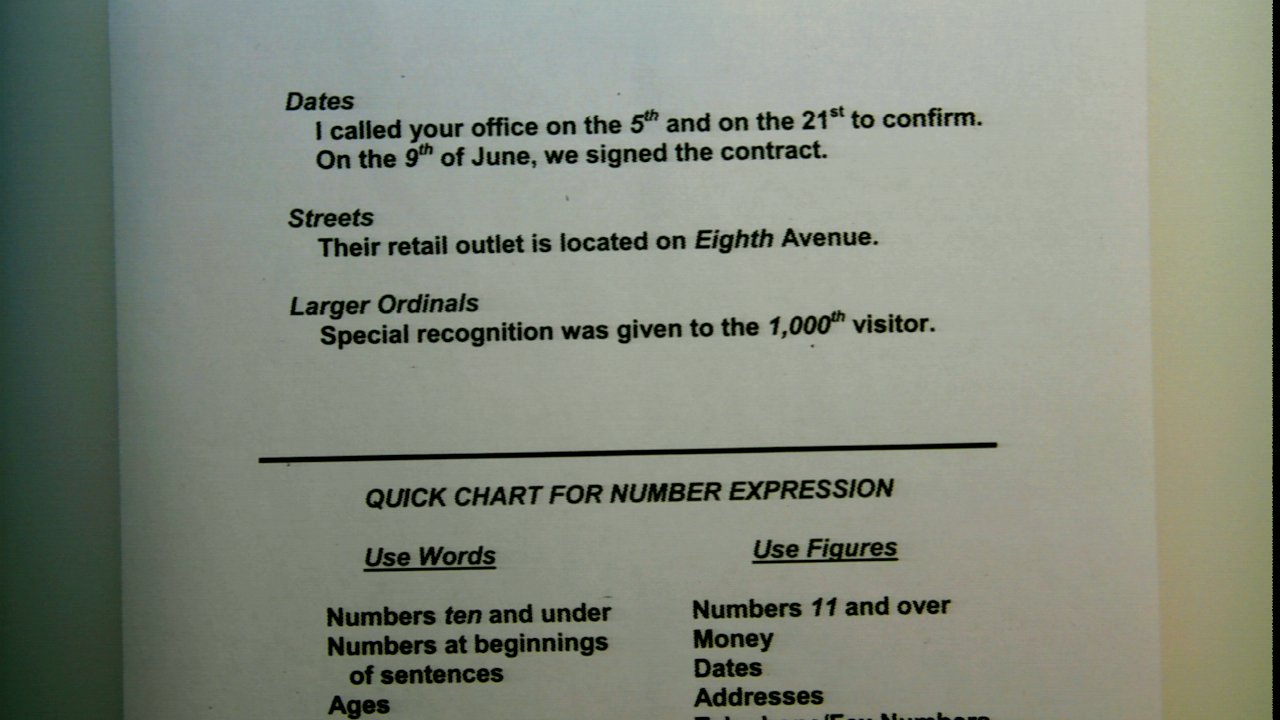 Dates
I called your office on the 5th and on the 21st to confirm.
On the 9th of June, we signed the contract.
Streets
Their retail outlet is located on Eighth Avenue.
Larger Ordinals
Special recognition was given to the 1,000th visitor.
QUICK CHART FOR NUMBER EXPRESSION
Use Words
Numbers ten and under
Numbers at beginnings
of sentences
Ages
Use Figures
Numbers 11 and over
Money
Dates
Addresses